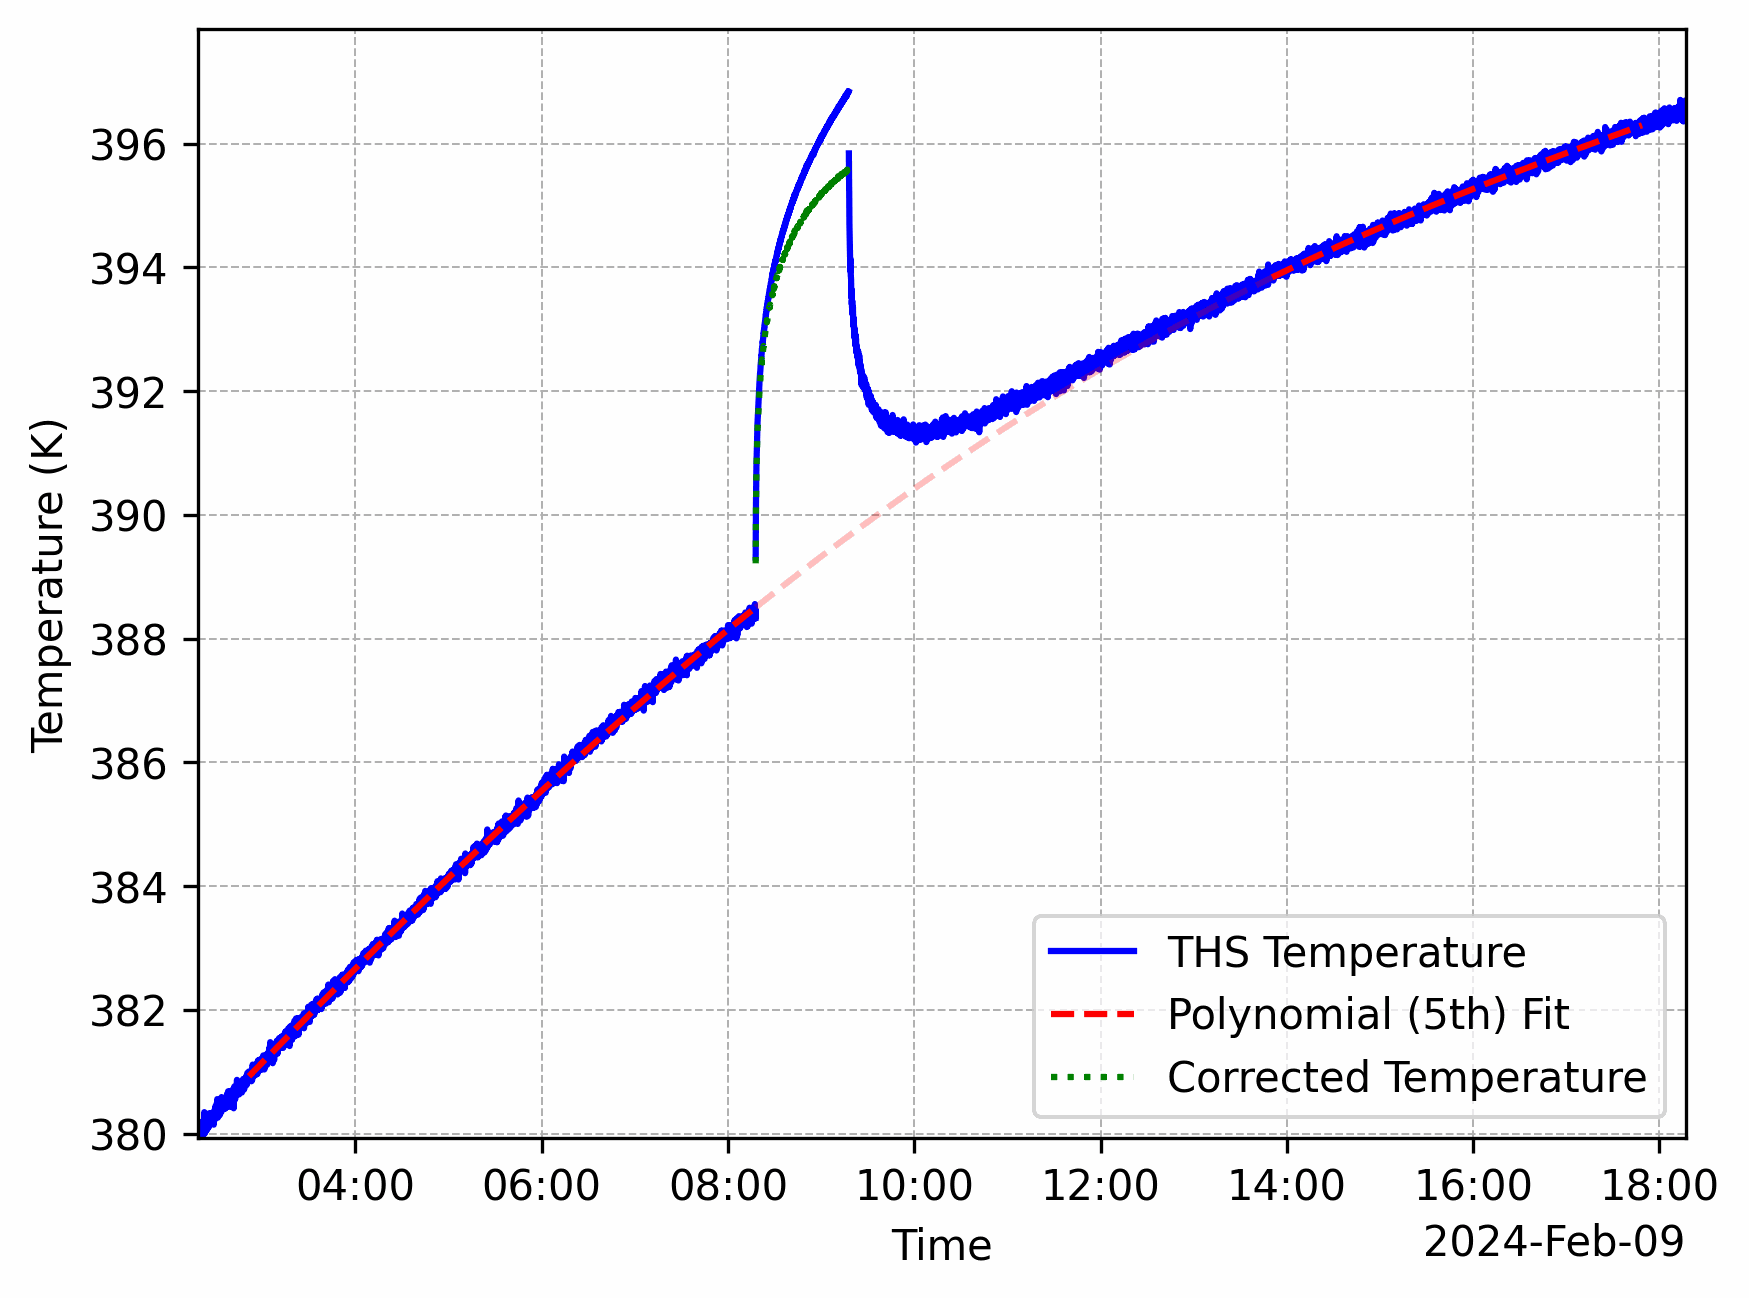 396
394
392
390
388
386
384
382
380
Temperature (K)
THS Temperature
Polynomial (5th) Fit
Corrected Temperature
04:00 06:00 08:00 10:00 12:00 14:00 16:00 18:00
Time
2024-Feb-09